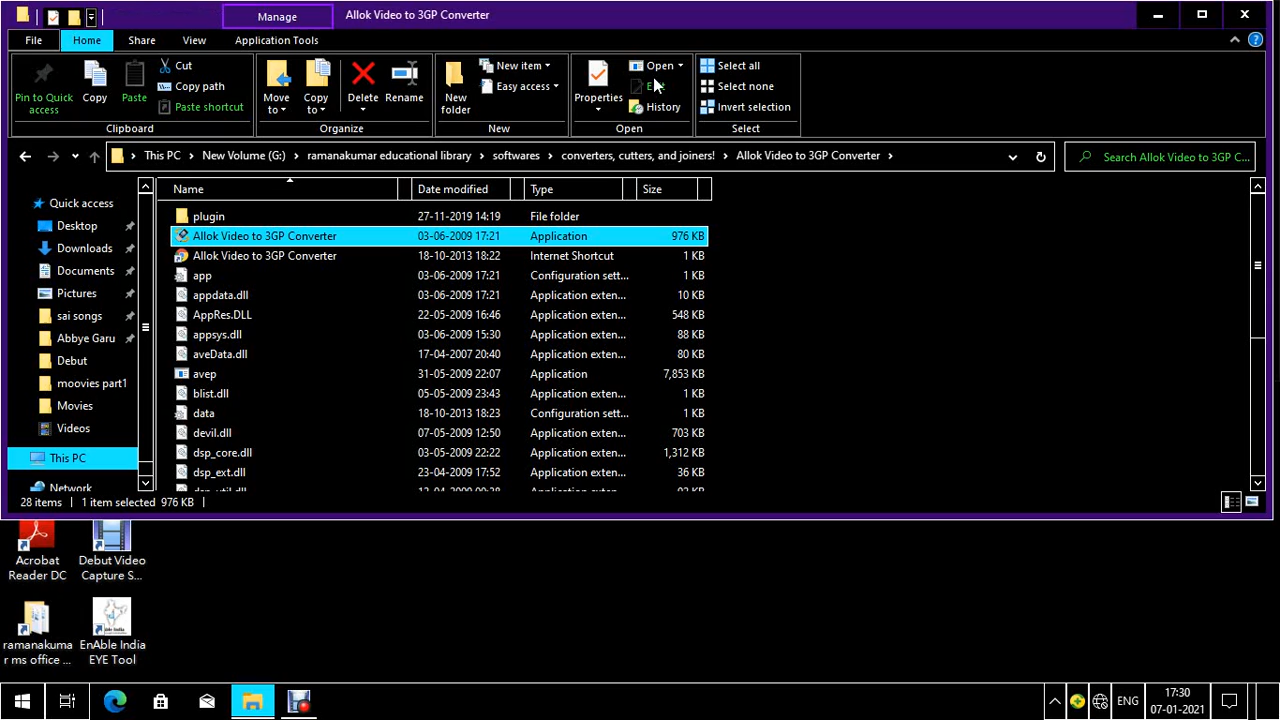 Manage
Allok Video to 3GP Converter
File
Home
Share
View
Application Tools
Pin to Quick access
Copy
Paste
Cut
Copy path
Paste shortcut
Clipboard
Move to
Copy to
Delete
Rename
Organize
New folder
New item
Easy access
New
Properties
Open
History
Open
Select all
Select none
Invert selection
Select
This PC
New Volume (G:)
ramanakumar educational library
softwares
converters, cutters, and joiners!
Allok Video to 3GP Converter
Search Allok Video to 3GP C...
Quick access
Desktop
Downloads
Documents
Pictures
sai songs
Abbye Garu
Debut
moovies part1
Movies
Videos
This PC
Network
Name Date modified Type Size
plugin 27-11-2019 14:19 File folder
Allok Video to 3GP Converter 03-06-2009 17:21 Application 976 KB
Allok Video to 3GP Converter 18-10-2013 18:22 Internet Shortcut 1 KB
app 03-06-2009 17:21 Configuration sett... 1 KB
appdata.dll 03-06-2009 17:21 Application exten... 10 KB
AppRes.DLL 22-05-2009 16:46 Application exten... 548 KB
appsys.dll 03-06-2009 15:30 Application exten... 88 KB
aveData.dll 17-04-2007 20:40 Application exten... 80 KB
avep 31-05-2009 22:07 Application 7,853 KB
blist.dll 05-05-2009 23:43 Application exten... 1 KB
data 18-10-2013 18:23 Configuration sett... 1 KB
devil.dll 07-05-2009 12:50 Application exten... 703 KB
dsp_core.dll 03-05-2009 22:22 Application exten... 1,312 KB
dsp_ext.dll 23-04-2009 17:52 Application exten... 36 KB
28 items
1 item selected 976 KB
Acrobat
Reader DC
Debut Video
Capture S...
ramanakuma
r ms office ...
EnAble India
EYE Tool
ENG
17:30
07-01-2021